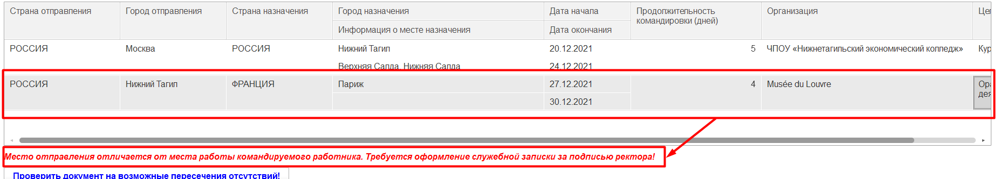 Страна отправления Город отправления Страна назначения Город назначения Дата начала Продолжительность командировки (дней) Организация
Информация о месте назначения Дата окончания
РОССИЯ Москва РОССИЯ Нижний Тагил 20.12.2021 5 ЧПОУ «Нижнетагильский экономический колледж» Кур
Верхняя Салда, Нижняя Салда 24.12.2021
РОССИЯ Нижний Тагил ФРАНЦИЯ Париж 27.12.2021 4 Musée du Louvre
30.12.2021
Место отправления отличается от места работы командируемого работника. Требуется оформление служебной записки за подписью ректора!
Проверить документ на возможные пересечения отсутствий!